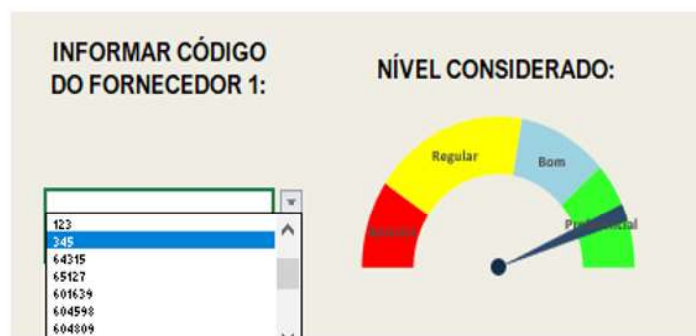 INFORMAR CÓDIGO
DO FORNECEDOR 1:
NÍVEL CONSIDERADO:
Regular
Bom
123
345
64315
65127
601639
604598
604809